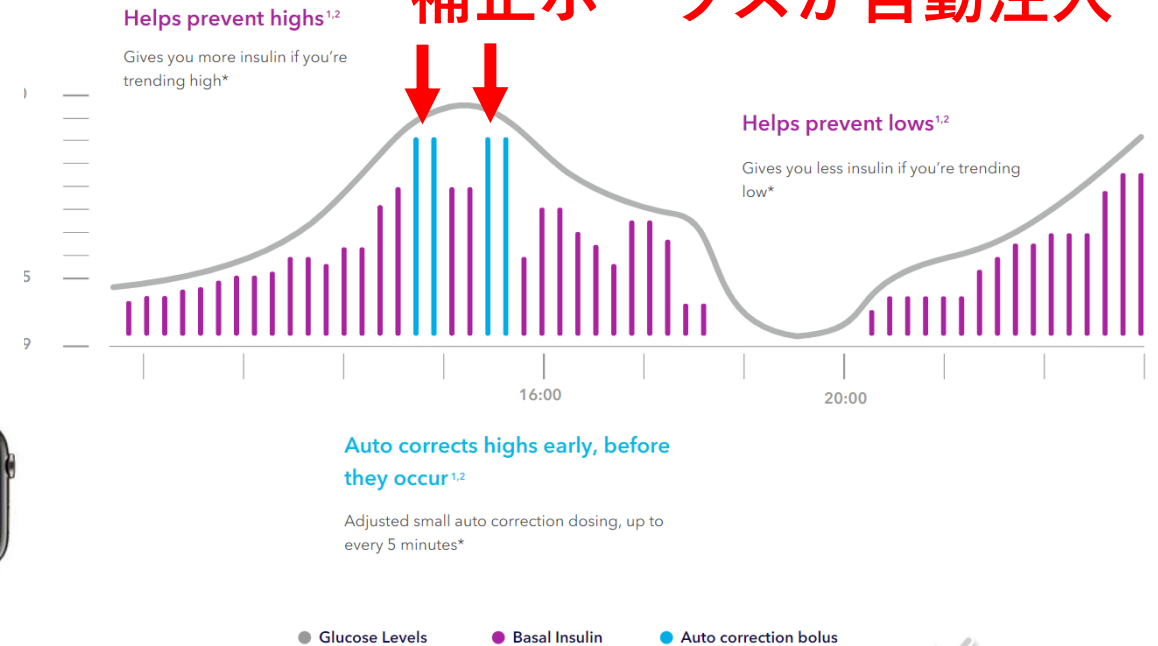 補正ボーラスが自動注入
Helps prevent highs1,2
Gives you more insulin if you're
trending high*
Helps prevent lows1,2
Gives you less insulin if you're trending
low*
16:00
20:00
Auto corrects highs early, before
they occur 1,2
Adjusted small auto correction dosing, up to
every 5 minutes*
Glucose Levels
Basal Insulin
Auto correction bolus